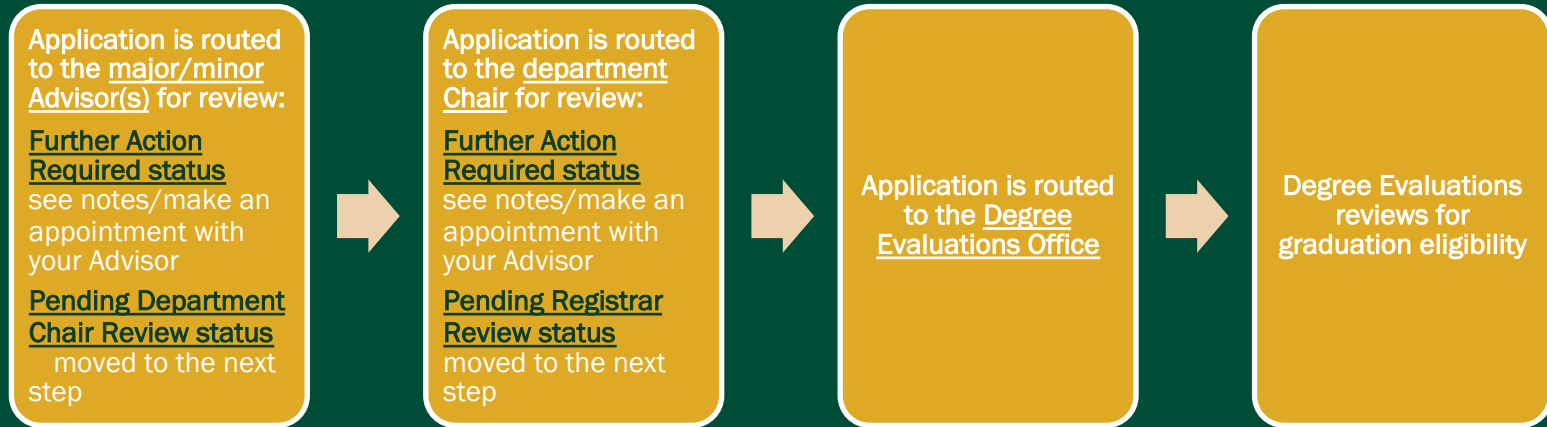 Application is routed
to the major/minor
Advisor(s) for review:
Further Action
Required status
see notes/make an
appointment with
your Advisor
Pending Department
Chair Review status
moved to the next
step
Application is routed
to the department
Chair for review:
Further Action
Required status
see notes/make an
appointment with
your Advisor
Pending Registrar
Review status
moved to the next
step
Application is routed
to the Degree
Evaluations Office
Degree Evaluations
reviews for
graduation eligibility